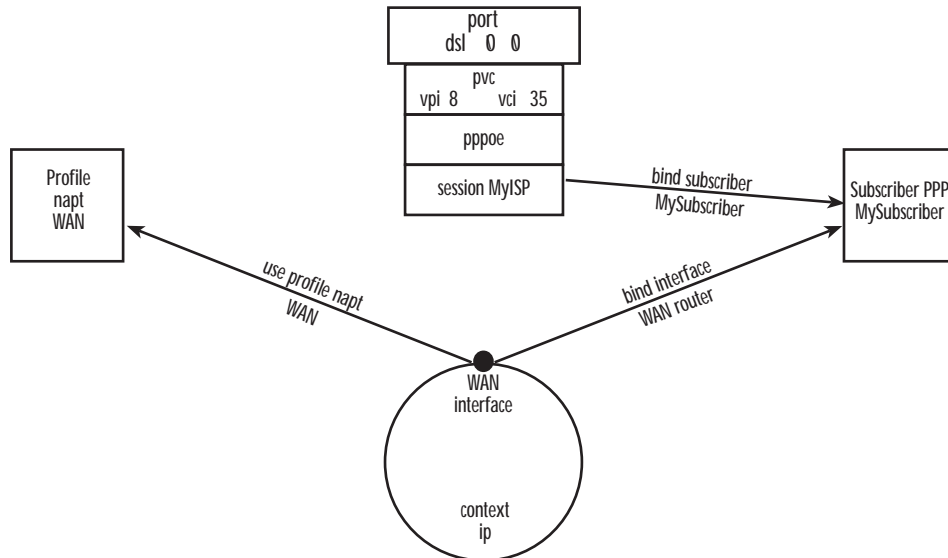 port
dsl 0 0
pvc
vpi 8 vci 35
pppoe
session MyISP
Profile
napt
WAN
bind subscriber
MySubscriber
Subscriber PPP
MySubscriber
use profile napt
WAN
bind interface
WAN router
WAN
interface
context
ip